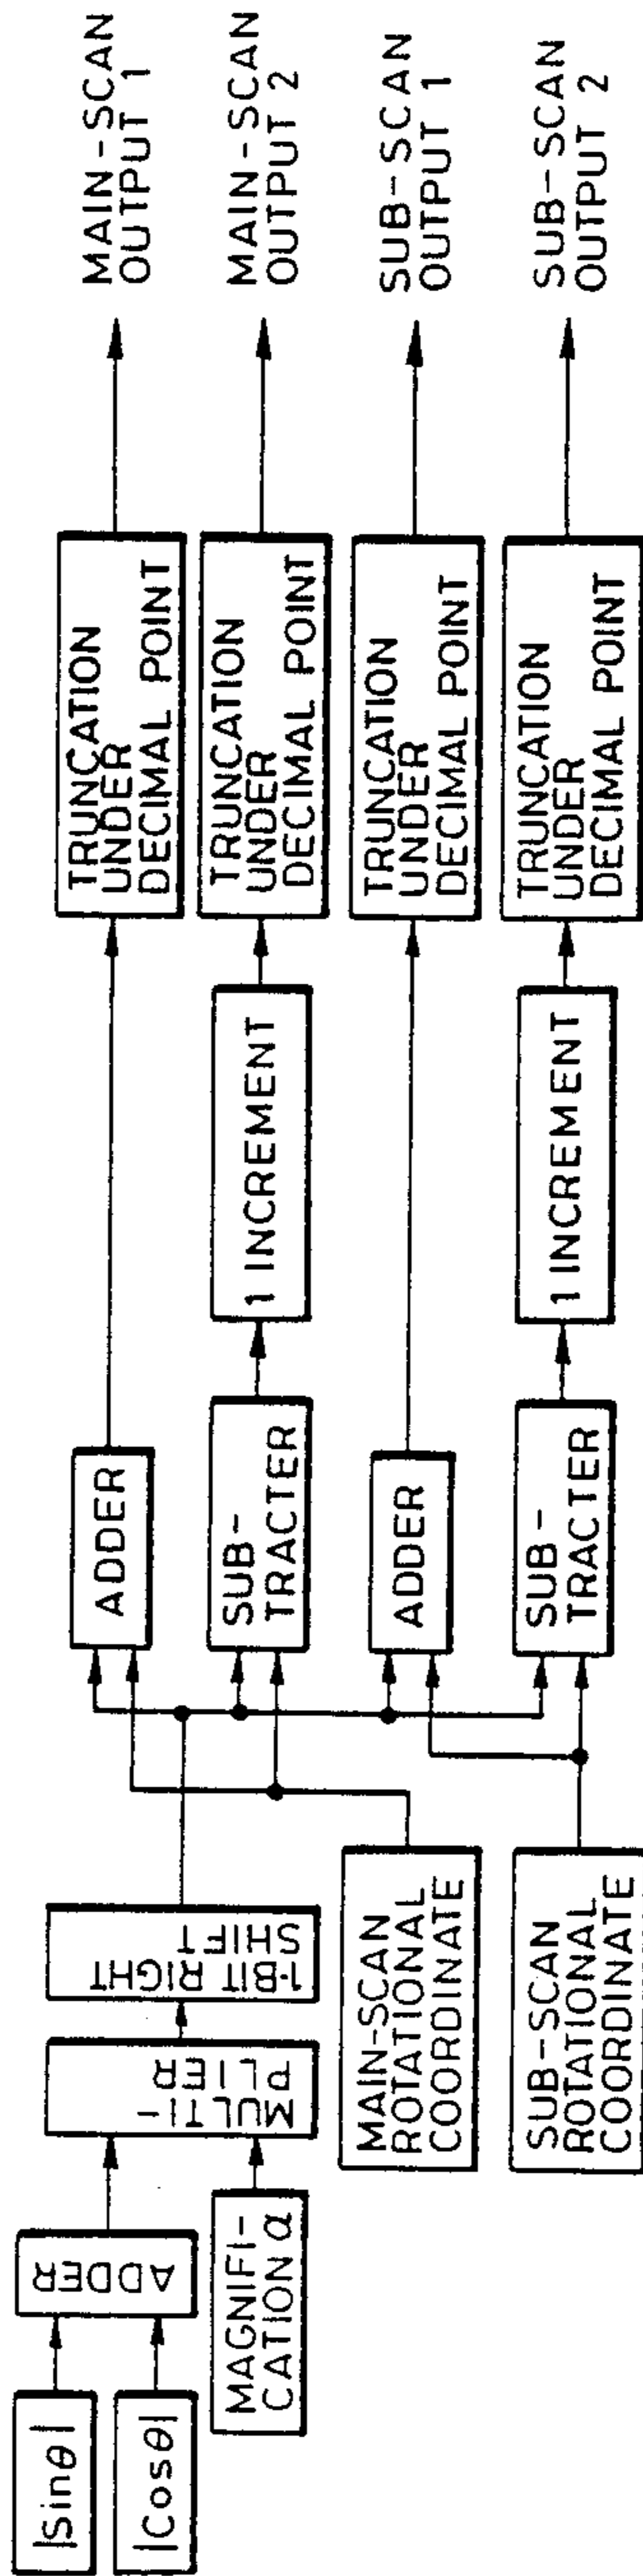 |Sinθ|
|Cosθ|
ADDER
MAGNIFI-
CATION α
MULTI-
PLIER
1-BIT RIGHT
SHIFT
MAIN-SCAN
ROTATIONAL
COORDINATE
SUB-SCAN
ROTATIONAL
COORDINATE
ADDER
SUB-
TRACTER
ADDER
SUB-
TRACTER
1 INCREMENT
1 INCREMENT
TRUNCATION
UNDER
DECIMAL POINT
TRUNCATION
UNDER
DECIMAL POINT
TRUNCATION
UNDER
DECIMAL POINT
TRUNCATION
UNDER
DECIMAL POINT
MAIN-SCAN
OUTPUT 1
MAIN-SCAN
OUTPUT 2
SUB-SCAN
OUTPUT 1
SUB-SCAN
OUTPUT 2